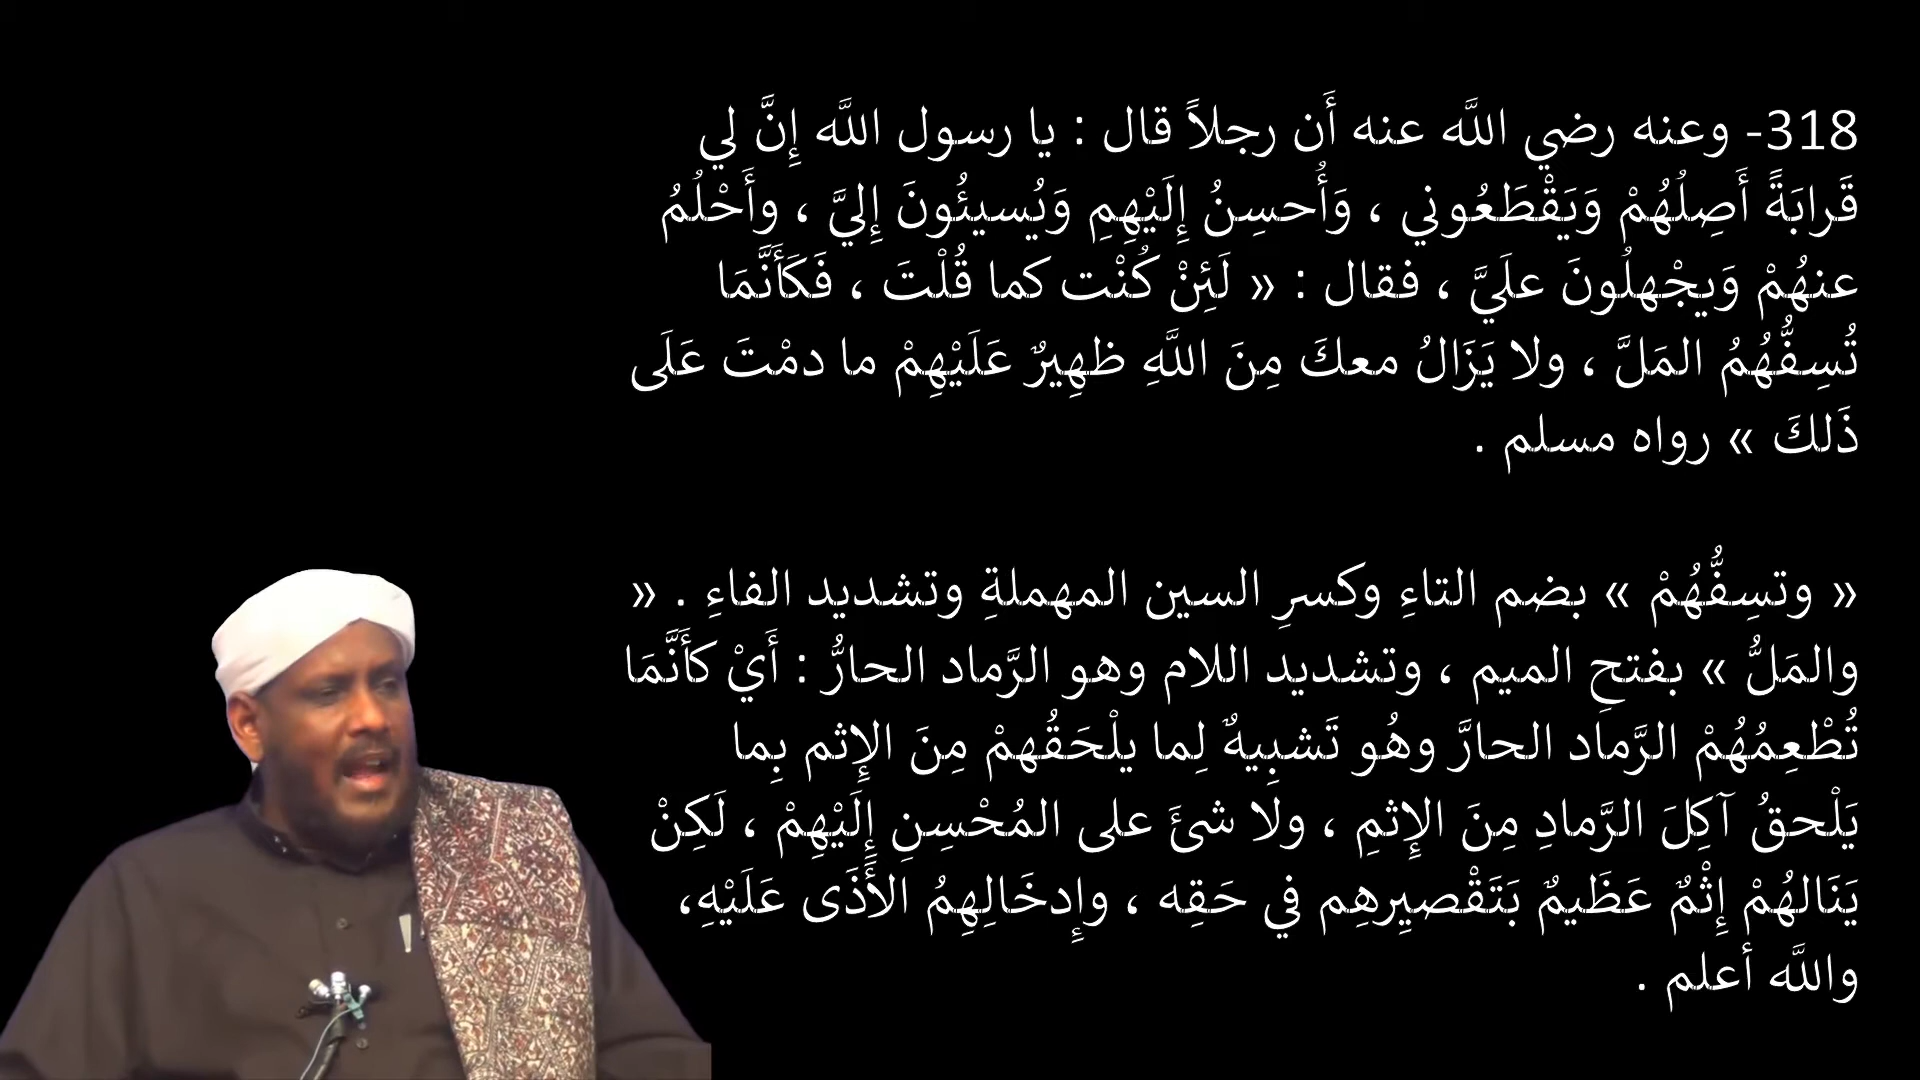 318- وعنه رضي اللَّه عنه أَن رجلاً قال : يا رسول اللَّه إِنَّ لي
قَرابَةً أَصِلُهُمْ وَيَقْطَعُوني ، وَأُحسِنُ إِلَيْهِمِ وَيُسيئُونَ إِليَّ ، وأَحْلُمُ
عنهُمْ وَيجْهلُونَ علَيَّ ، فقال : « لَئِنْ كُنْت كما قُلْتَ ، فَكَأَنَّمَا
تُسِفُّهُمُ المَلَّ ، ولا يَزَالُ معكَ مِنَ اللَّهِ ظهِيرٌ عَلَيْهِمْ ما دمْتَ عَلَى
ذَلكَ » رواه مسلم .
« وتسِفُّهُمْ » بضم التاءِ وكسرِ السين المهملةِ وتشديد الفاءِ . «
والمَلُّ » بفتحِ الميم ، وتشديد اللام وهو الرَّماد الحارُّ : أَيْ كأَنَّمَا
تُطْعِمُهُمْ الرَّماد الحارَّ وهُو تَشبِيهٌ لِما يلْحَقُهمْ مِنَ الإِثم بِما
يَلْحقُ آكِلَ الرَّمادِ مِنَ الإِثمِ ، ولا شئَ على المُحْسِنِ إِلَيْهِمْ ، لَكِنْ
يَنَالهُمْ إِثْمٌ عَظَيمٌ بَتَقْصيِرهِم في حَقِه ، وإِدخَالِهِمُ الأَذَى عَلَيْهِ،
واللَّه أعلم .